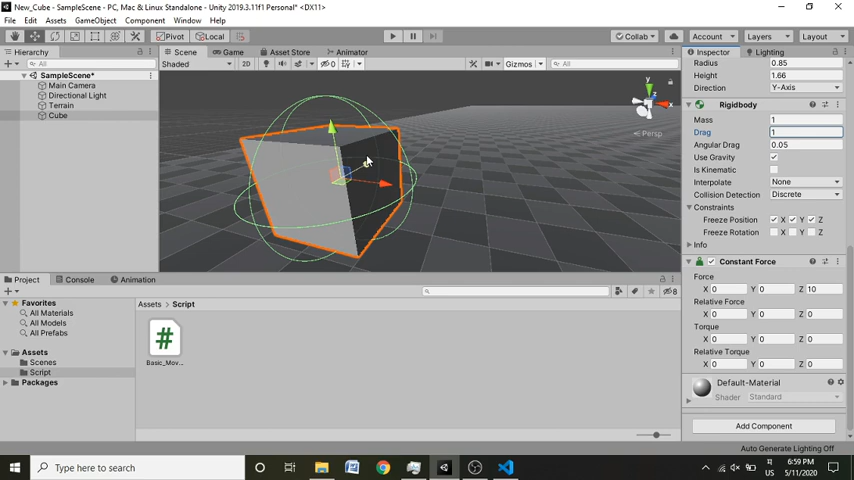 New_Cube - SampleScene - PC, Mac & Linux Standalone - Unity 2019.3.11f1 Personal* <DX11>
File Edit Assets GameObject Component Window Help
Pivot Local Collab Account Layers Layout
Hierarchy
All
SampleScene*
Main Camera
Directional Light
Terrain
Cube
Scene Game Asset Store Animator
Shaded 2D 0 Gizmos All
y
x
z
Persp
Inspector Lighting
Radius 0.85
Height 1.66
Direction Y-Axis
Rigidbody
Mass 1
Drag 1
Angular Drag 0.05
Use Gravity
Is Kinematic
Interpolate None
Collision Detection Discrete
Constraints
Freeze Position X Y Z
Freeze Rotation X Y Z
Info
Constant Force
Force
X 0 Y 0 Z 10
Relative Force
X 0 Y 0 Z 0
Torque
X 0 Y 0 Z 0
Relative Torque
X 0 Y 0 Z 0
Default-Material
Shader Standard
Add Component
Project Console Animation
8
Favorites
All Materials
All Models
All Prefabs
Assets
Scenes
Script
Packages
Assets > Script
#
Basic_Mov...
Auto Generate Lighting Off
Type here to search
US
6:59 PM
5/11/2020